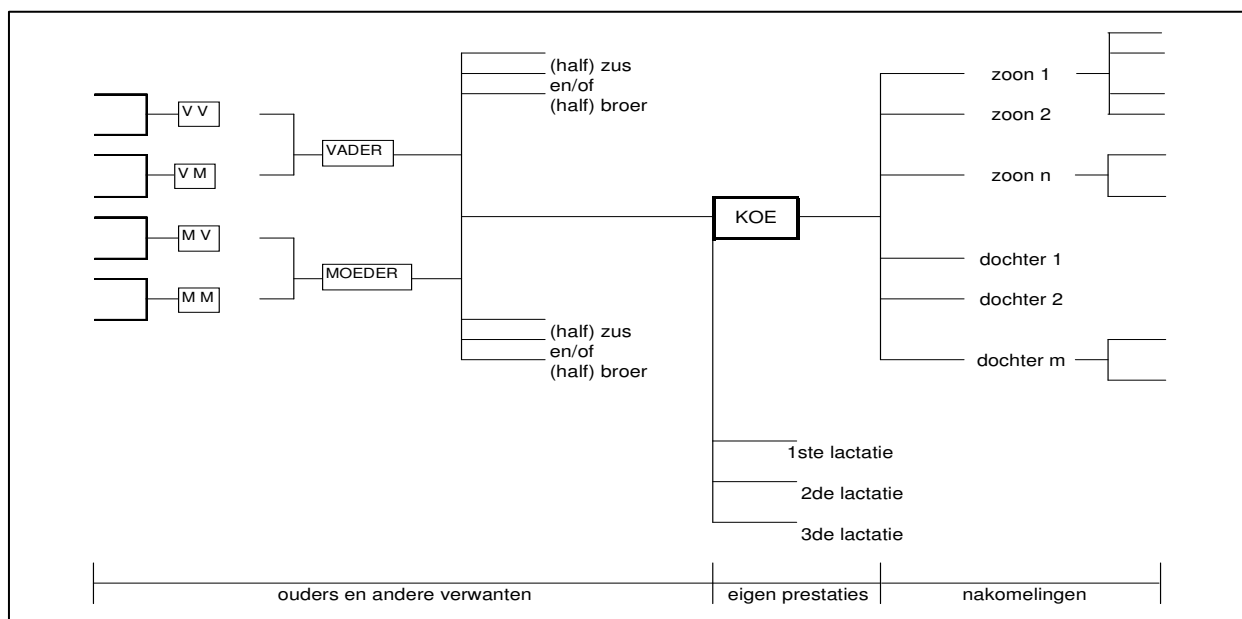 V V
V M
M V
M M
VADER
MOEDER
(half) zus
en/of
(half) broer
(half) zus
en/of
(half) broer
KOE
1ste lactatie
2de lactatie
3de lactatie
zoon 1
zoon 2
zoon n
dochter 1
dochter 2
dochter m
ouders en andere verwanten
eigen prestaties
nakomelingen